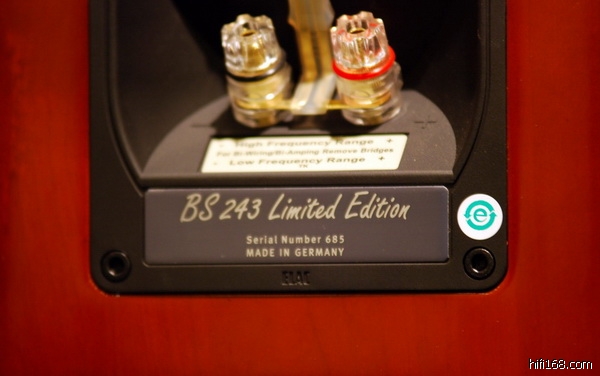 - High Frequency Range +
For Bi-Wiring/Bi-Amping Remove Bridges
- Low Frequency Range +
BS 243 Limited Edition
Serial Number 685
MADE IN GERMANY
e
ELAC
hifi168.com